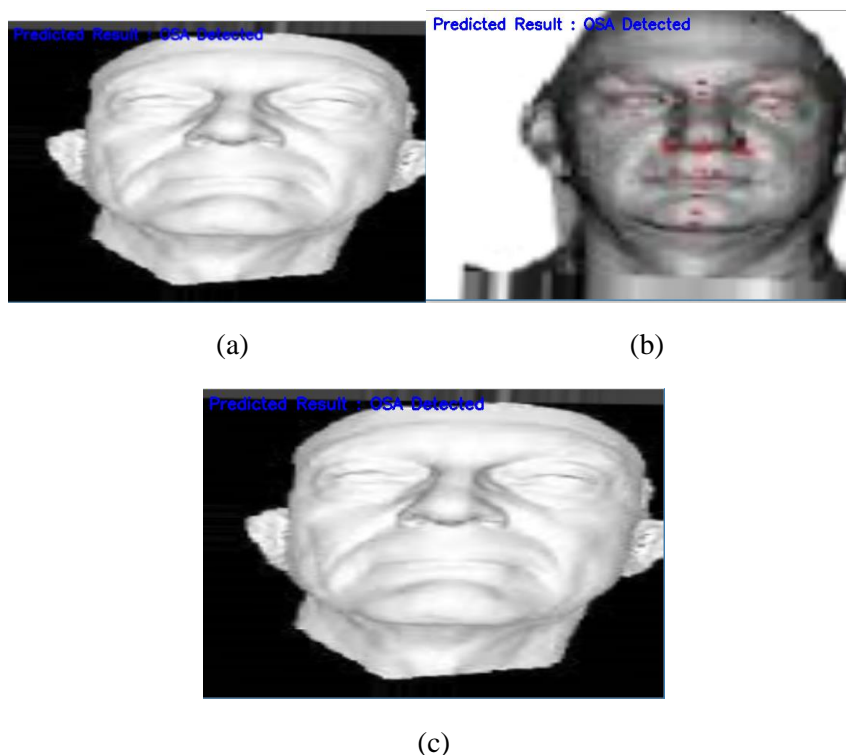 Predicted Result : OSA Detected
Predicted Result : OSA Detected
(a)
(b)
Predicted Result : OSA Detected
(c)